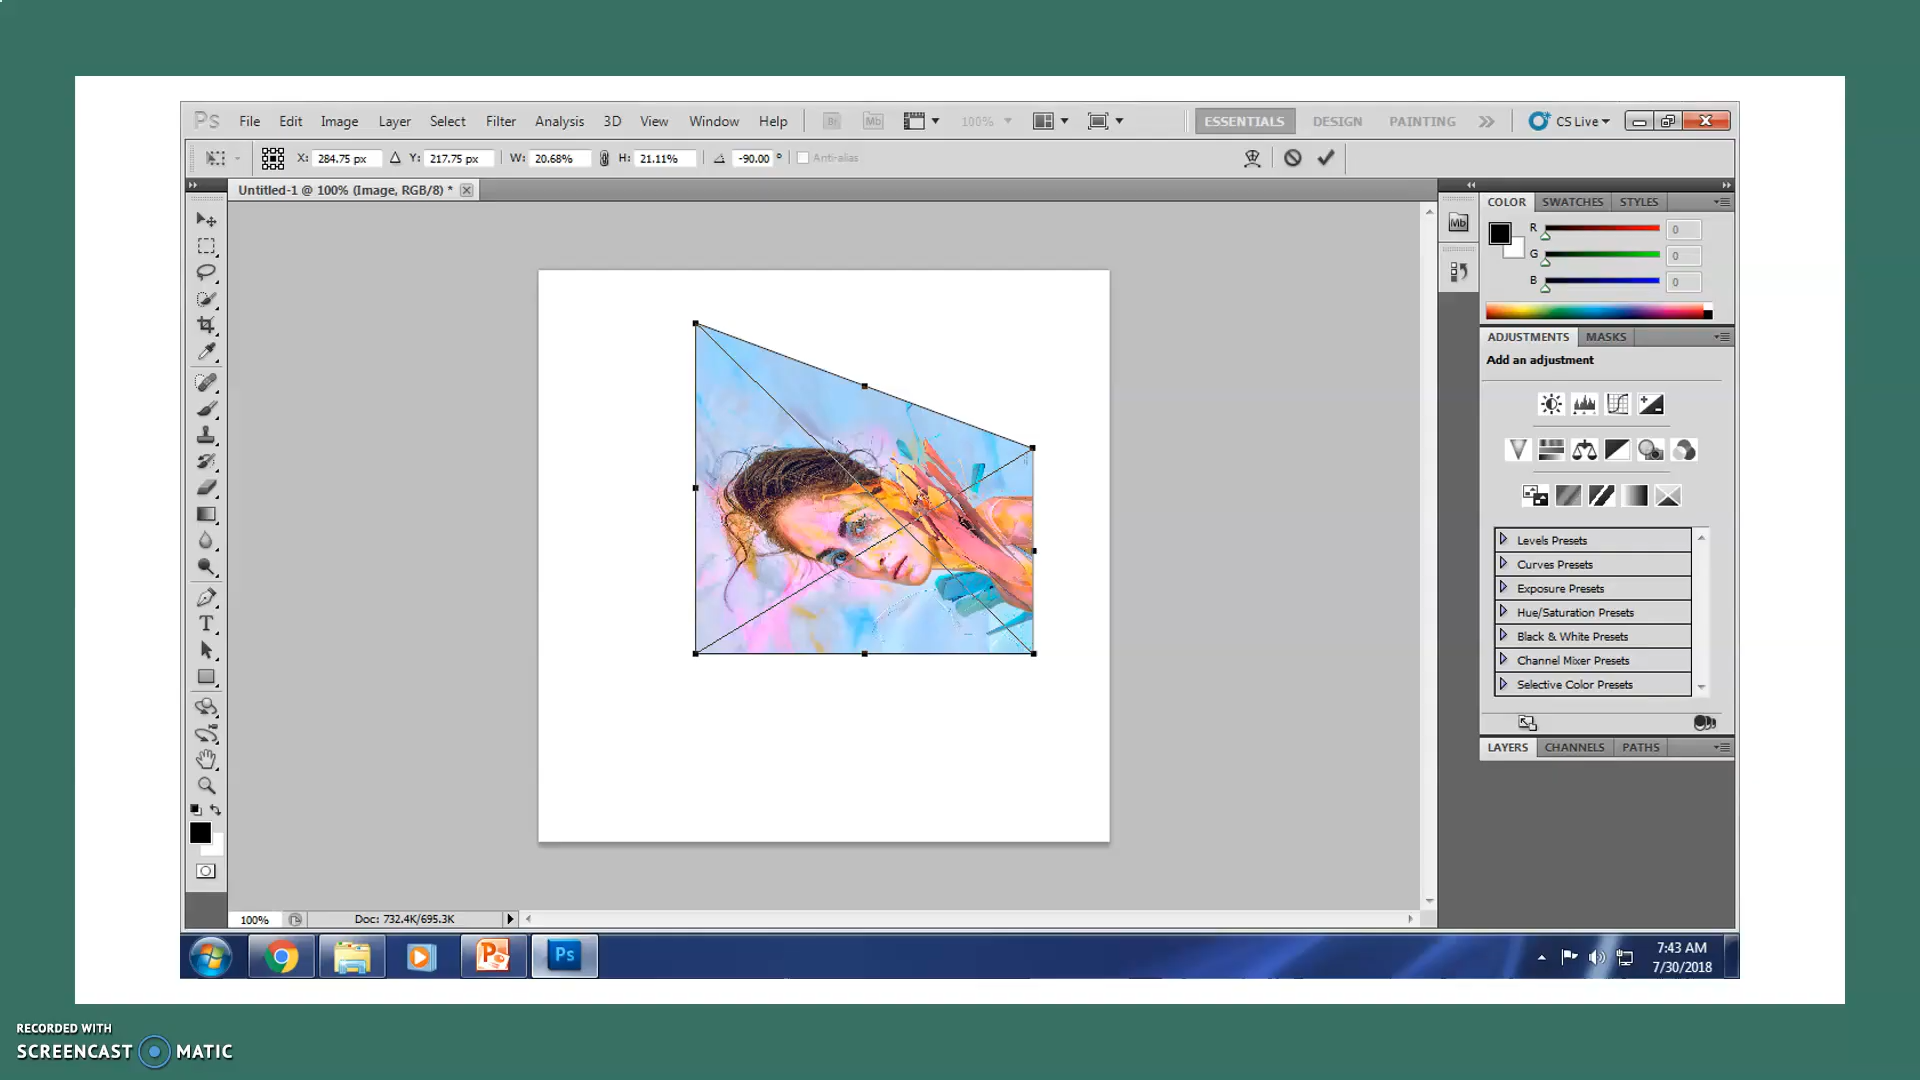 Ps File Edit Image Layer Select Filter Analysis 3D View Window Help Br Mb 100% ESSENTIALS DESIGN PAINTING CS Live
X: 284.75 px Y: 217.75 px W: 20.68% H: 21.11% -90.00 ° Anti-alias
Untitled-1 @ 100% (Image, RGB/8) *
COLOR SWATCHES STYLES
Mb
R 0
G 0
B 0
ADJUSTMENTS MASKS
Add an adjustment
Levels Presets
Curves Presets
Exposure Presets
Hue/Saturation Presets
Black & White Presets
Channel Mixer Presets
Selective Color Presets
LAYERS CHANNELS PATHS
100% Doc: 732.4K/695.3K
Ps
7:43 AM
7/30/2018
RECORDED WITH
SCREENCAST MATIC